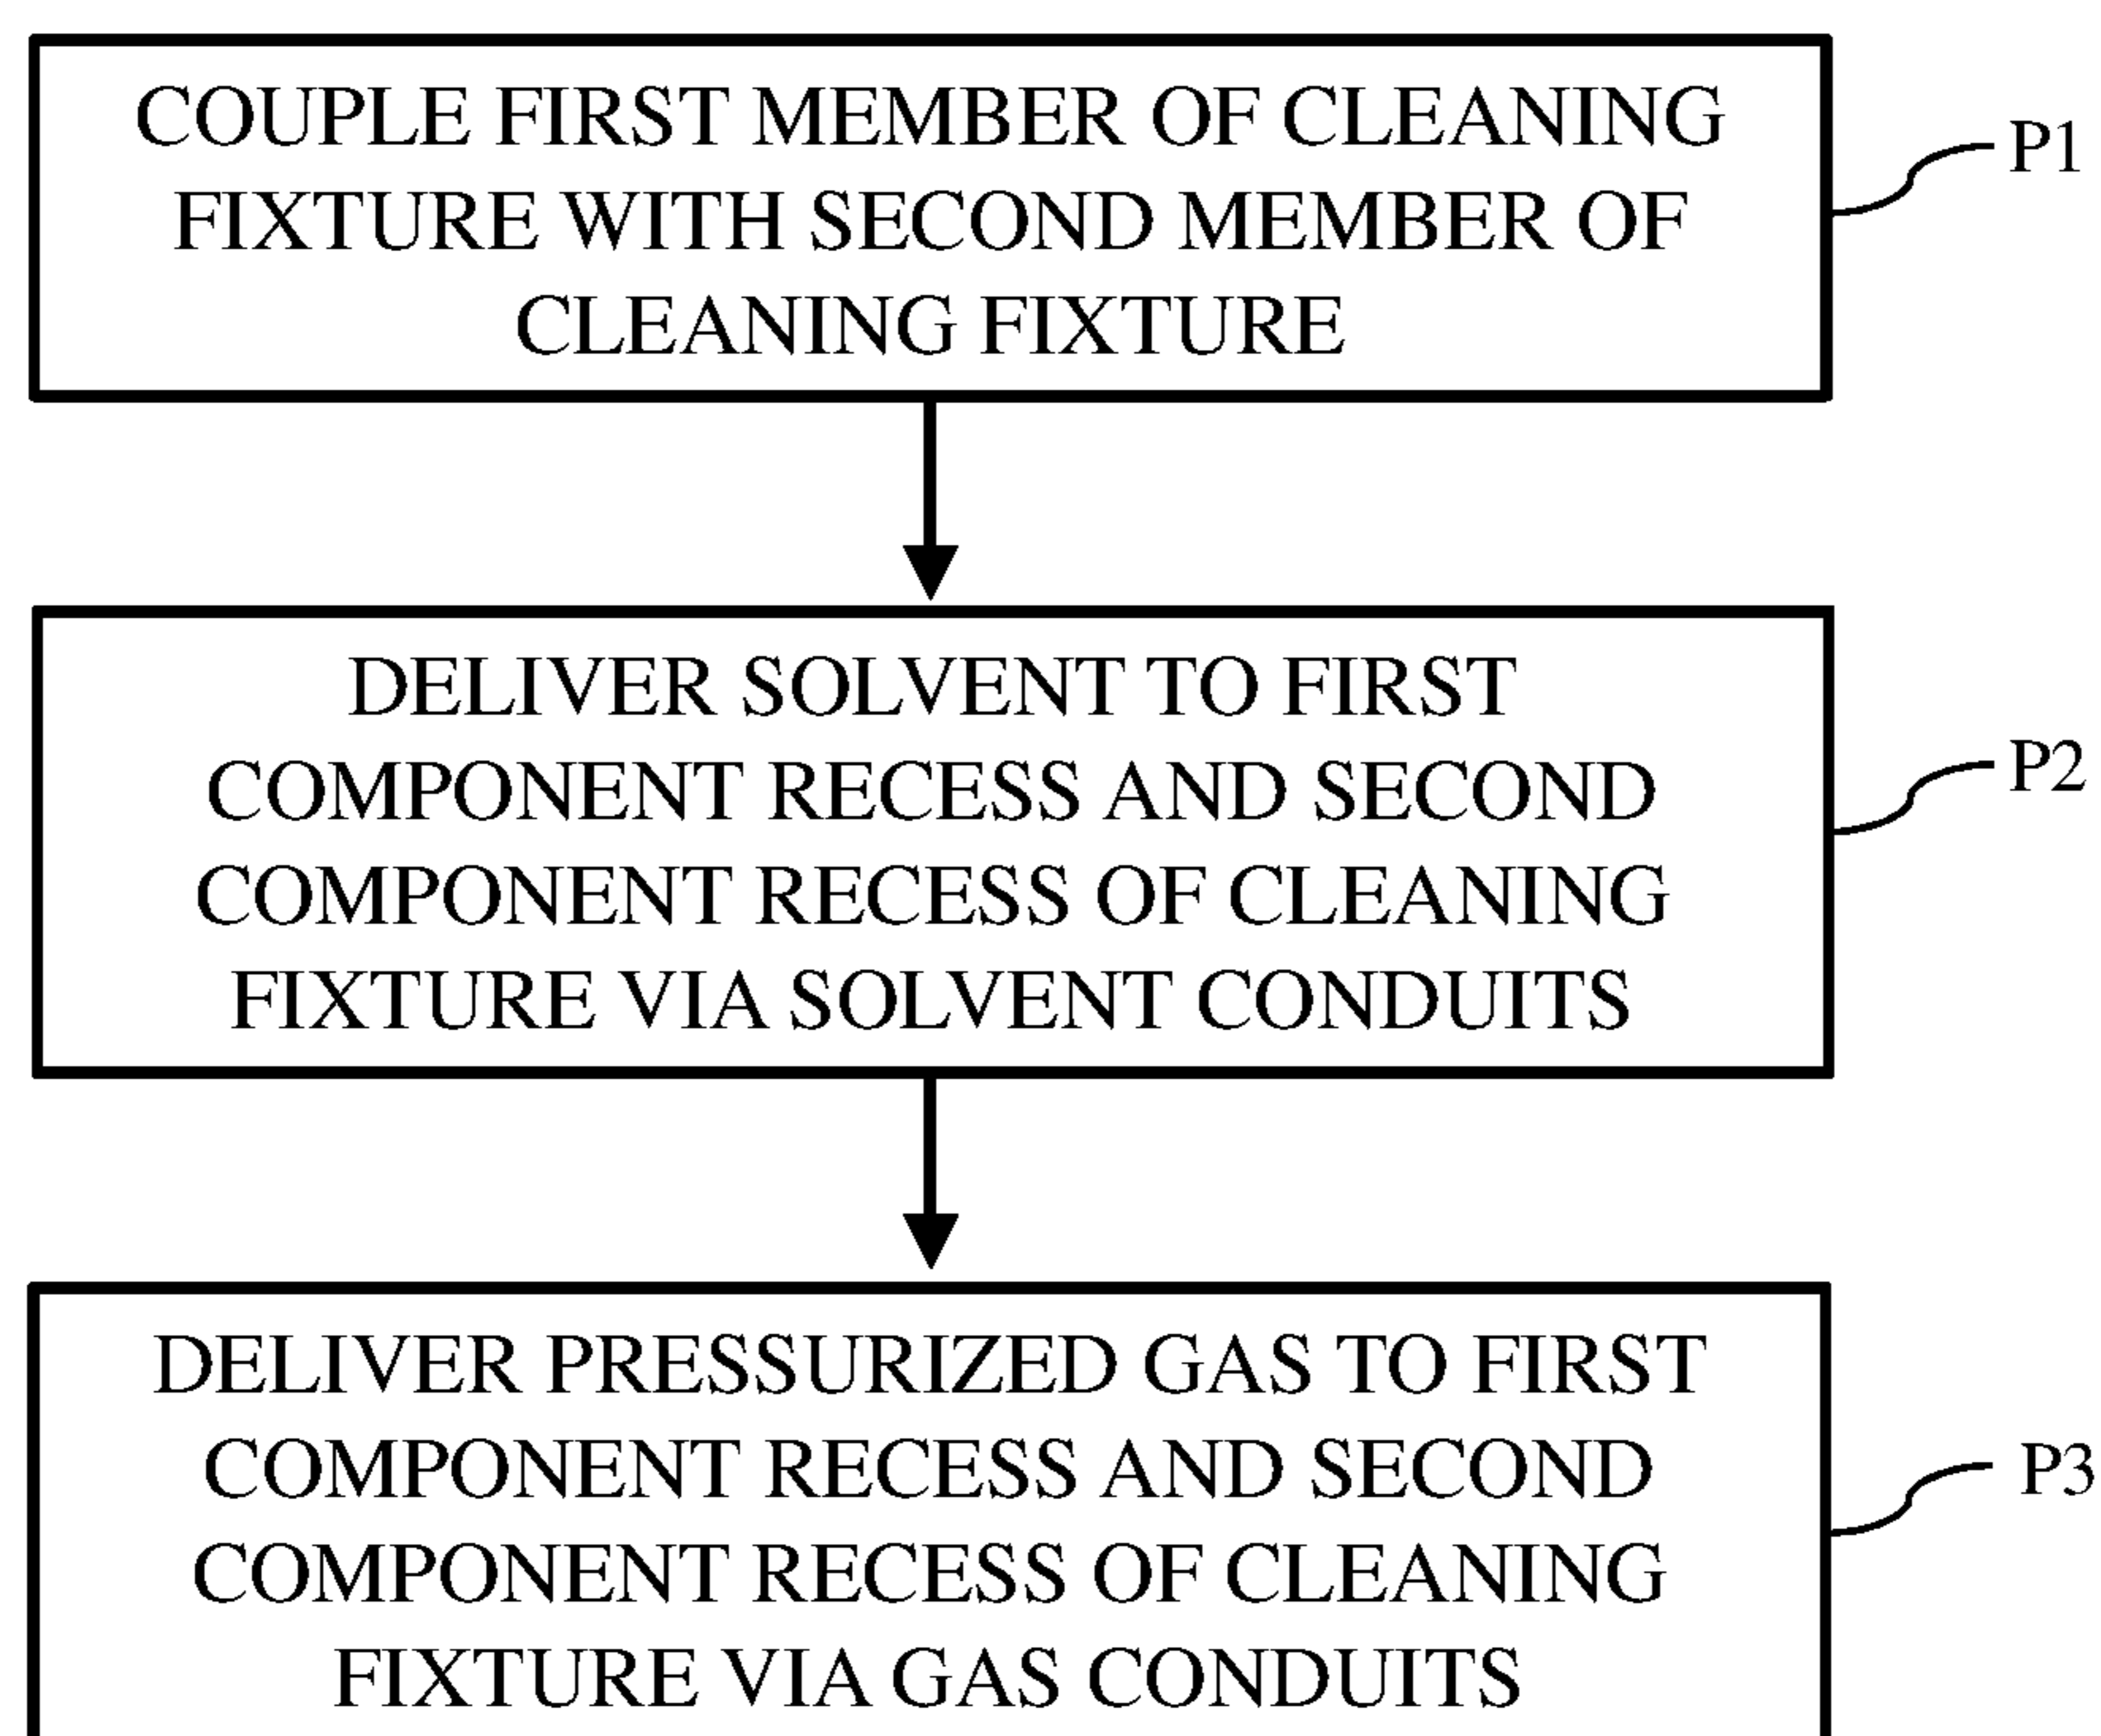 COUPLE FIRST MEMBER OF CLEANING
FIXTURE WITH SECOND MEMBER OF
CLEANING FIXTURE
P1
DELIVER SOLVENT TO FIRST
COMPONENT RECESS AND SECOND
COMPONENT RECESS OF CLEANING
FIXTURE VIA SOLVENT CONDUITS
P2
DELIVER PRESSURIZED GAS TO FIRST
COMPONENT RECESS AND SECOND
COMPONENT RECESS OF CLEANING
FIXTURE VIA GAS CONDUITS
P3